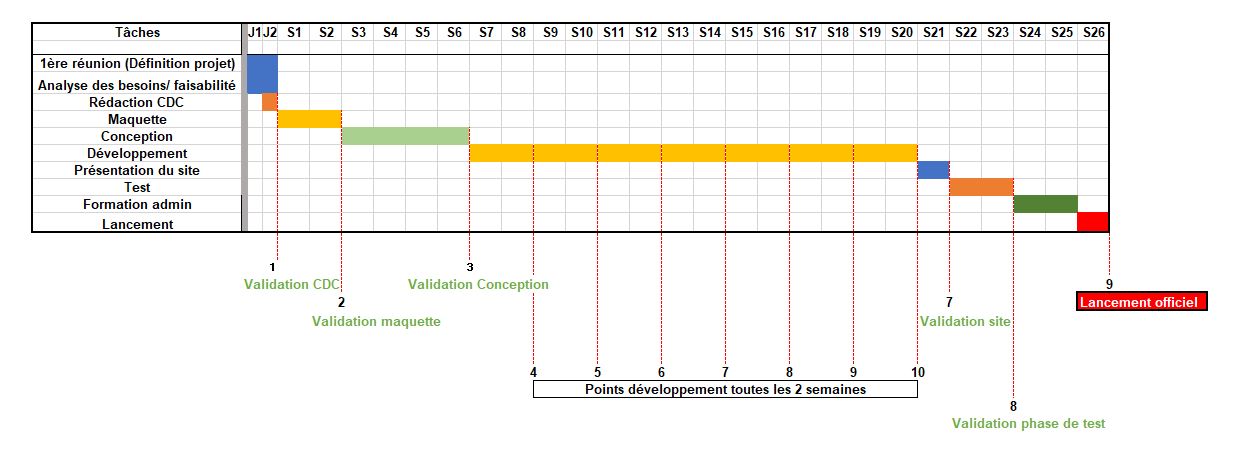 Tâches J1 J2 S1 S2 S3 S4 S5 S6 S7 S8 S9 S10 S11 S12 S13 S14 S15 S16 S17 S18 S19 S20 S21 S22 S23 S24 S25 S26
1ère réunion (Définition projet)
Analyse des besoins/ faisabilité
Rédaction CDC
Maquette
Conception
Développement
Présentation du site
Test
Formation admin
Lancement
1 3
Validation CDC Validation Conception 9
2 7 Lancement officiel
Validation maquette Validation site
4 5 6 7 8 9 10
Points développement toutes les 2 semaines
8
Validation phase de test